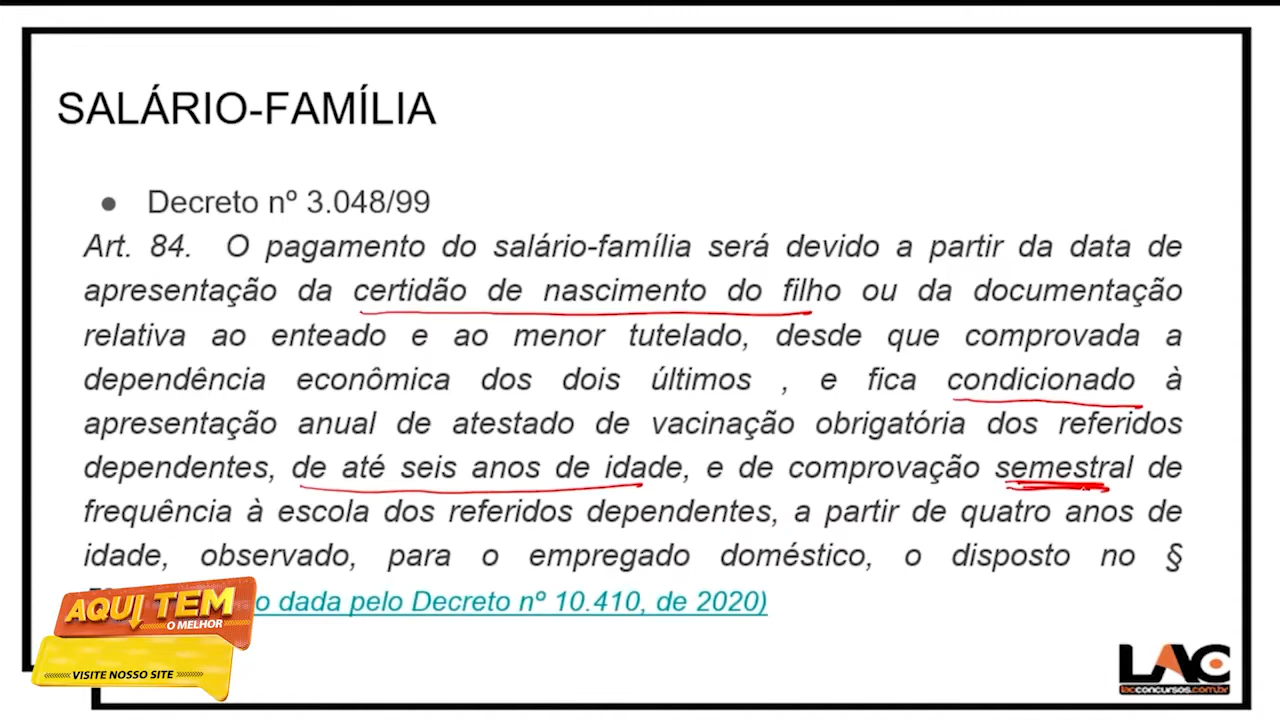 SALÁRIO-FAMÍLIA
● Decreto nº 3.048/99
Art. 84. O pagamento do salário-família será devido a partir da data de
apresentação da certidão de nascimento do filho ou da documentação
relativa ao enteado e ao menor tutelado, desde que comprovada a
dependência econômica dos dois últimos , e fica condicionado à
apresentação anual de atestado de vacinação obrigatória dos referidos
dependentes, de até seis anos de idade, e de comprovação semestral de
frequência à escola dos referidos dependentes, a partir de quatro anos de
idade, observado, para o empregado doméstico, o disposto no §
o dada pelo Decreto nº 10.410, de 2020)
AQUI TEM
O MELHOR
VISITE NOSSO SITE
LAC
lacconcursos.com.br